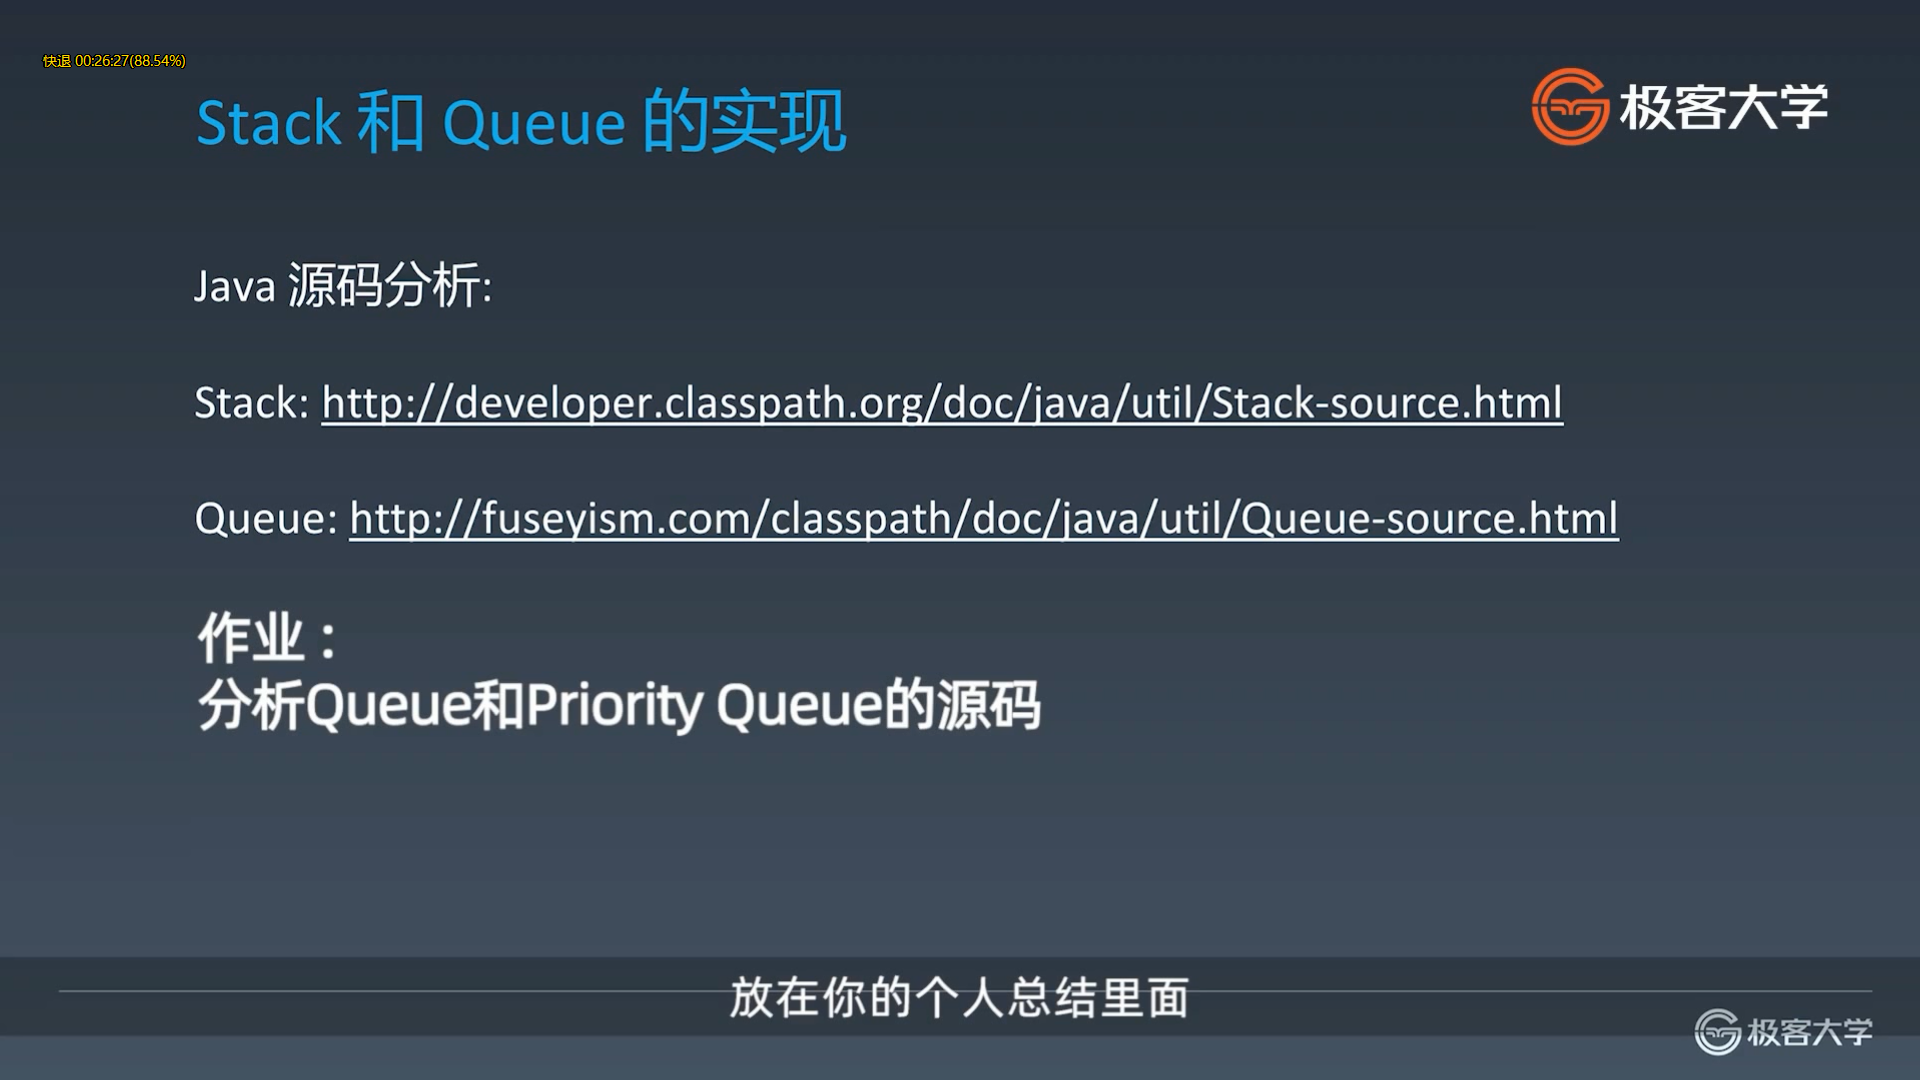 快退 00:26:27(88.54%)
Stack 和 Queue 的实现
极客大学
Java 源码分析:
Stack: http://developer.classpath.org/doc/java/util/Stack-source.html
Queue: http://fuseyism.com/classpath/doc/java/util/Queue-source.html
作业：
分析Queue和Priority Queue的源码
放在你的个人总结里面
极客大学